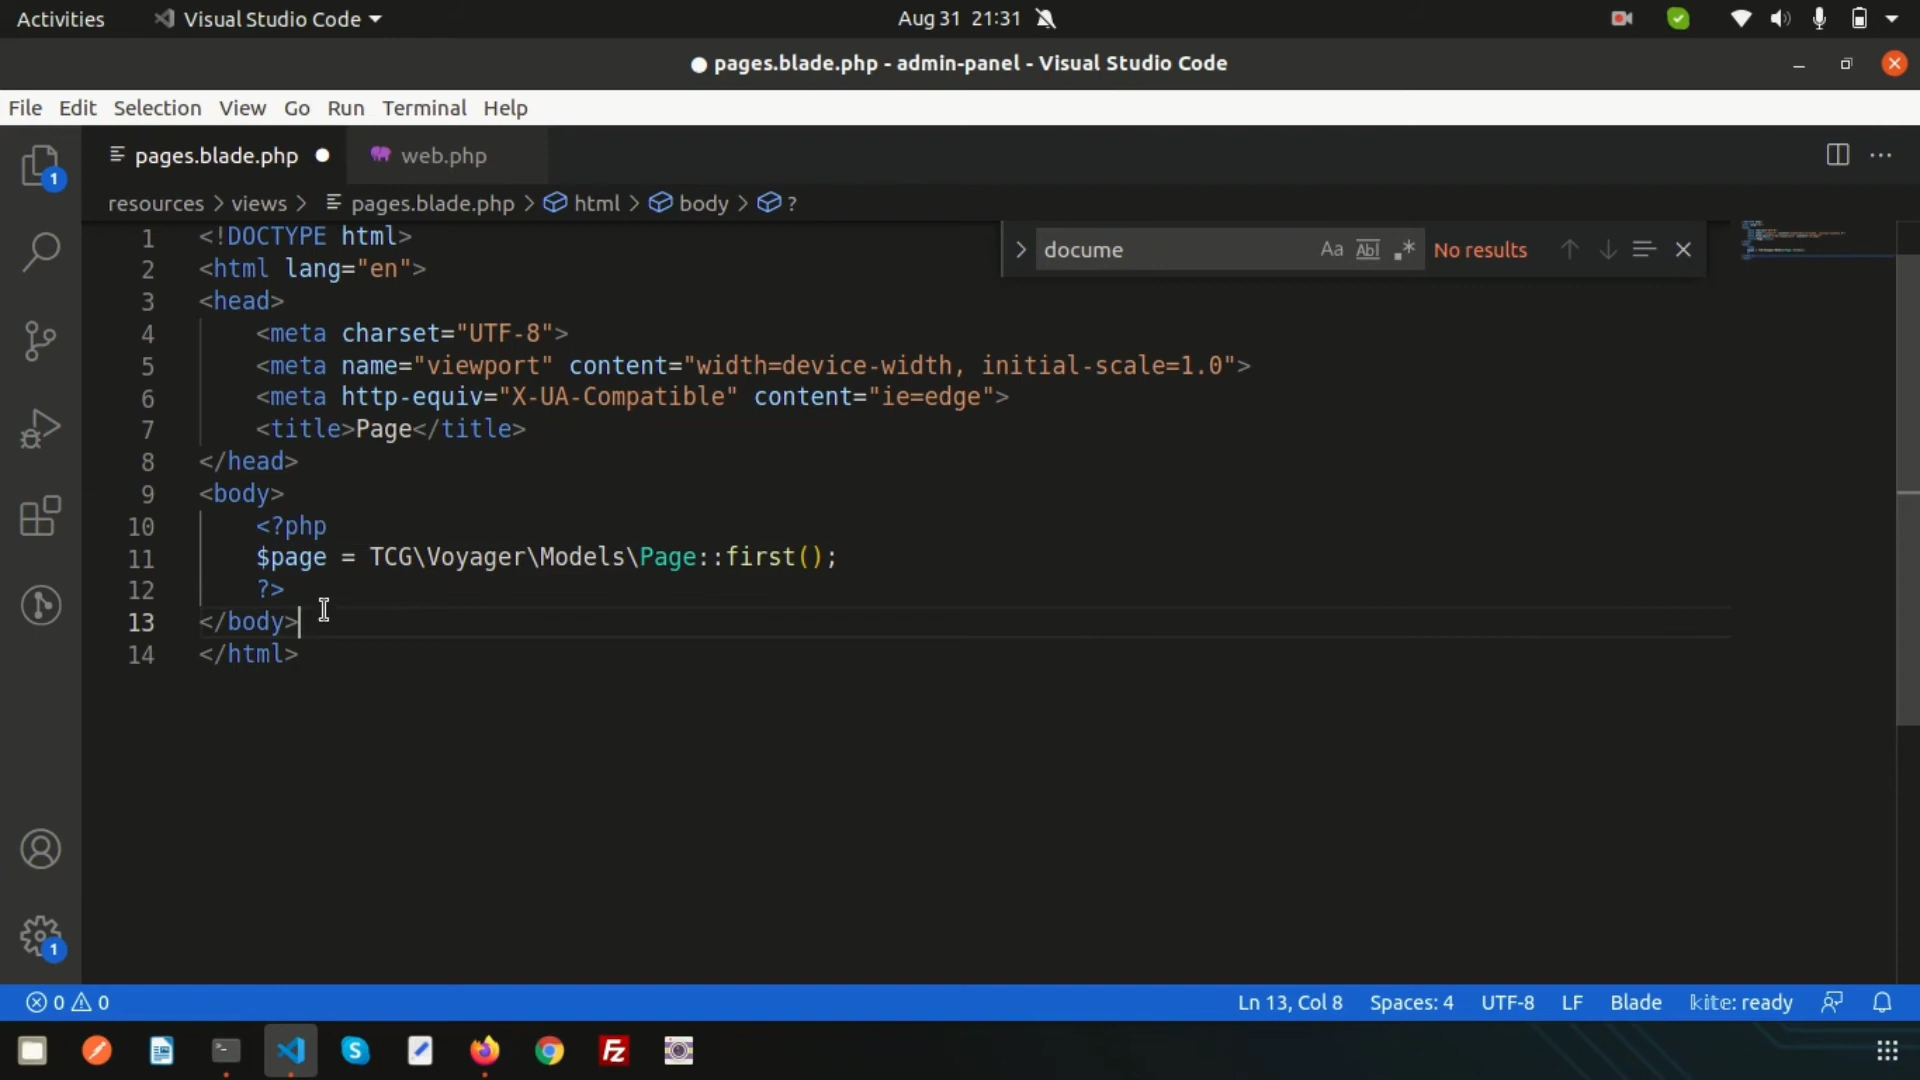 Activities Visual Studio Code Aug 31 21:31
pages.blade.php - admin-panel - Visual Studio Code
File Edit Selection View Go Run Terminal Help
pages.blade.php web.php
resources > views > pages.blade.php > html > body > ?
docume Aa Abl .* No results
1 <!DOCTYPE html>
2 <html lang="en">
3 <head>
4 <meta charset="UTF-8">
5 <meta name="viewport" content="width=device-width, initial-scale=1.0">
6 <meta http-equiv="X-UA-Compatible" content="ie=edge">
7 <title>Page</title>
8 </head>
9 <body>
10 <?php
11 $page = TCG\Voyager\Models\Page::first();
12 ?>
13 </body>
14 </html>
1
1
0 0 Ln 13, Col 8 Spaces: 4 UTF-8 LF Blade kite: ready